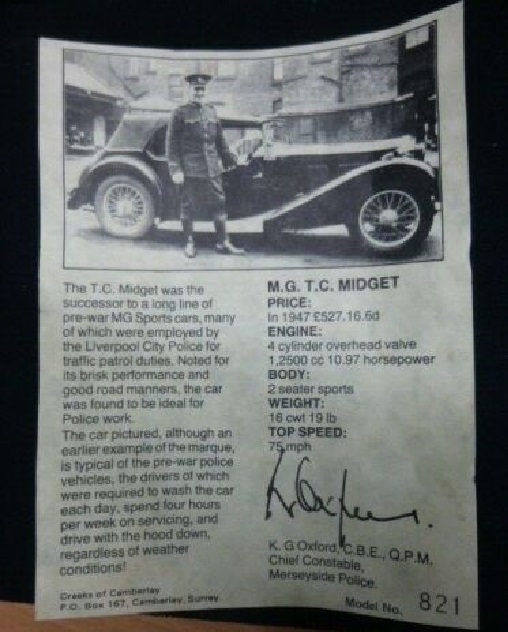 The T.C. Midget was the
successor to a long line of
pre-war MG Sports cars, many
of which were employed by
the Liverpool City Police for
traffic patrol duties. Noted for
its brisk performance and
good road manners, the car
was found to be ideal for
Police work.
The car pictured, although an
earlier example of the marque,
is typical of the pre-war police
vehicles, the drivers of which
were required to wash the car
each day, spend four hours
per week on servicing, and
drive with the hood down,
regardless of weather
conditions!
Greeks of Camberley
P.O. Box 167, Camberley, Surrey.
M.G. T.C. MIDGET
PRICE:
In 1947 £527.16.6d
ENGINE:
4 cylinder overhead valve
1,2500 cc 10.97 horsepower
BODY:
2 seater sports
WEIGHT:
16 cwt 19 lb
TOP SPEED:
75 mph
K. G. Oxford, C.B.E., Q.P.M.
Chief Constable,
Merseyside Police.
Model No. 821